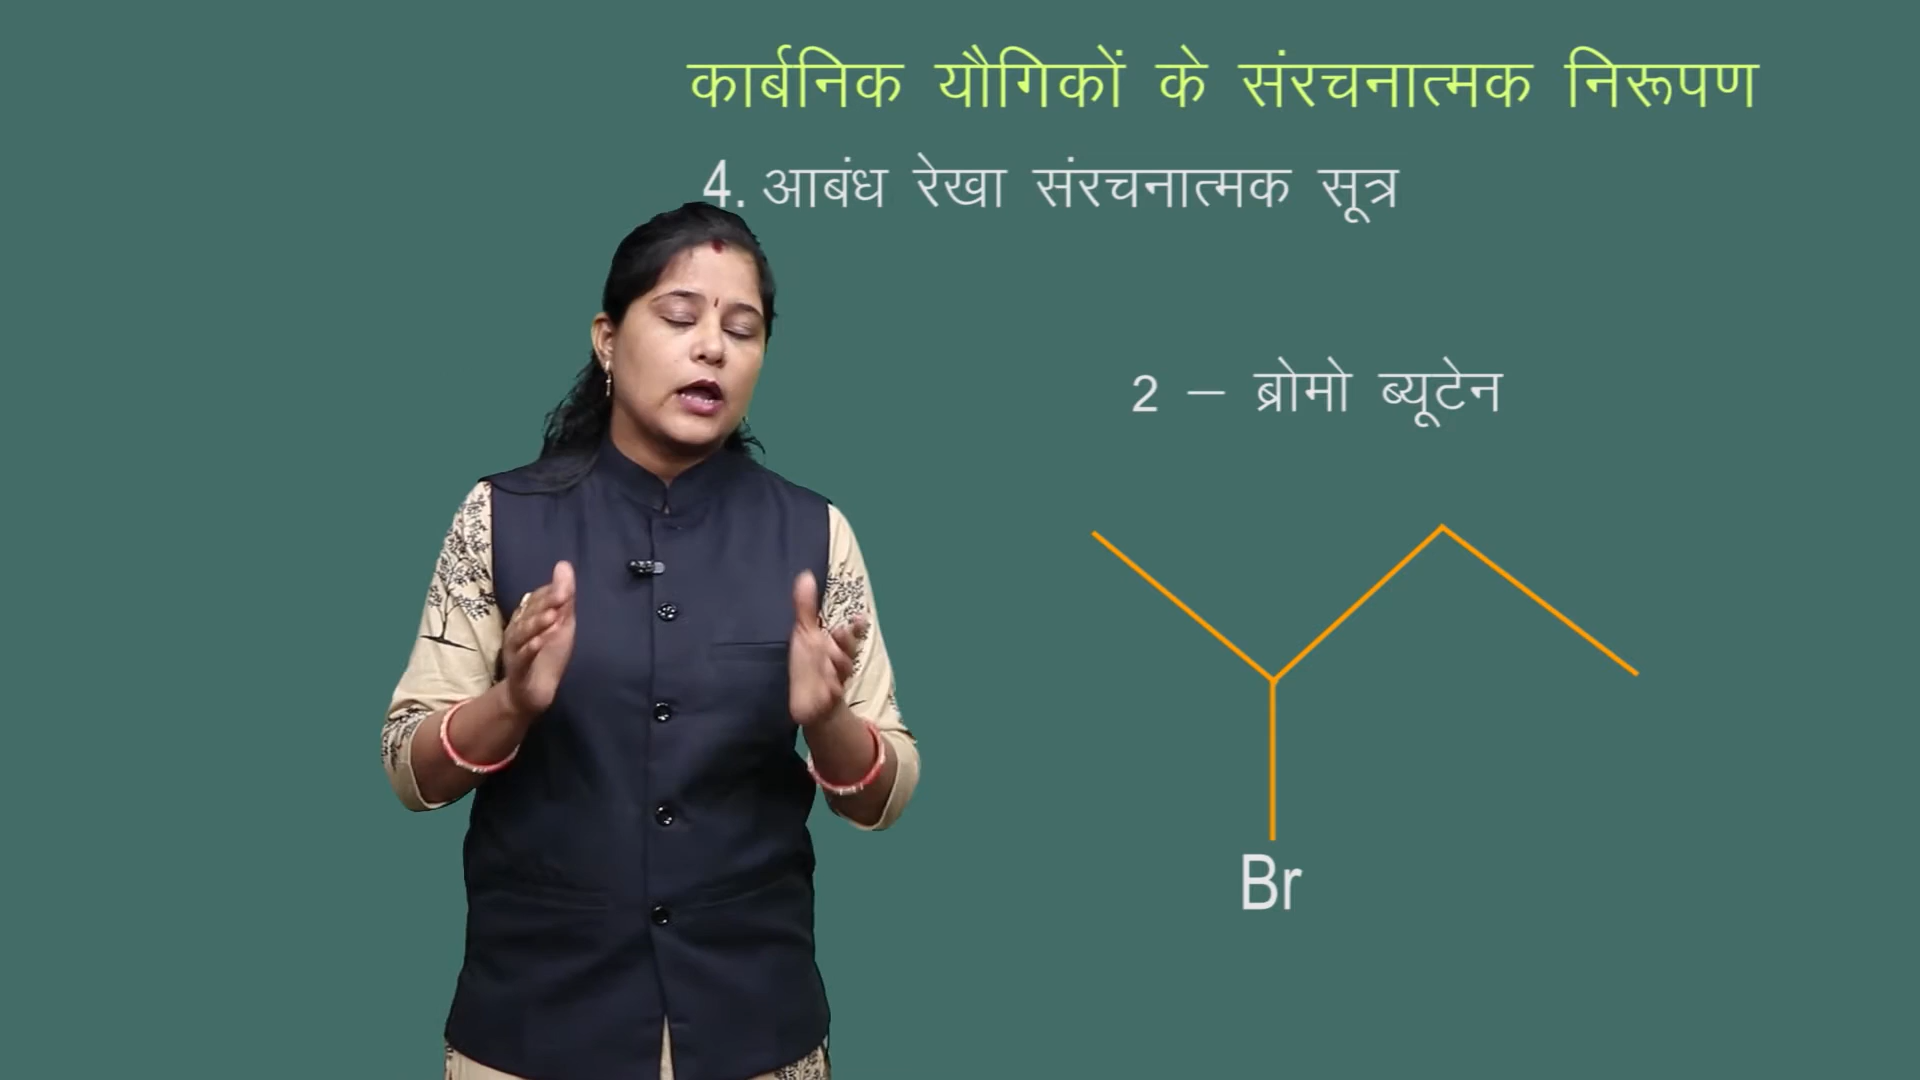 कार्बनिक यौगिकों के संरचनात्मक निरूपण
4. आबंध रेखा संरचनात्मक सूत्र
2 – ब्रोमो ब्यूटेन
Br